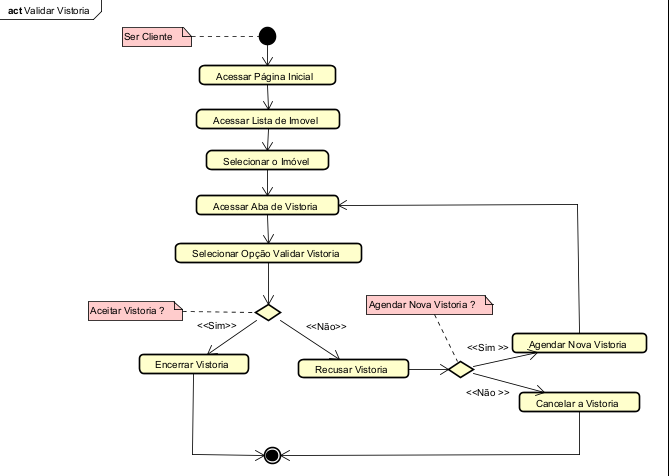 act Validar Vistoria
Ser Cliente
Acessar Página Inicial
Acessar Lista de Imovel
Selecionar o Imóvel
Acessar Aba de Vistoria
Selecionar Opção Validar Vistoria
Aceitar Vistoria ?
Agendar Nova Vistoria ?
<<Sim>>
<<Não>>
<<Sim >>
Agendar Nova Vistoria
Encerrar Vistoria
Recusar Vistoria
<<Não >>
Cancelar a Vistoria